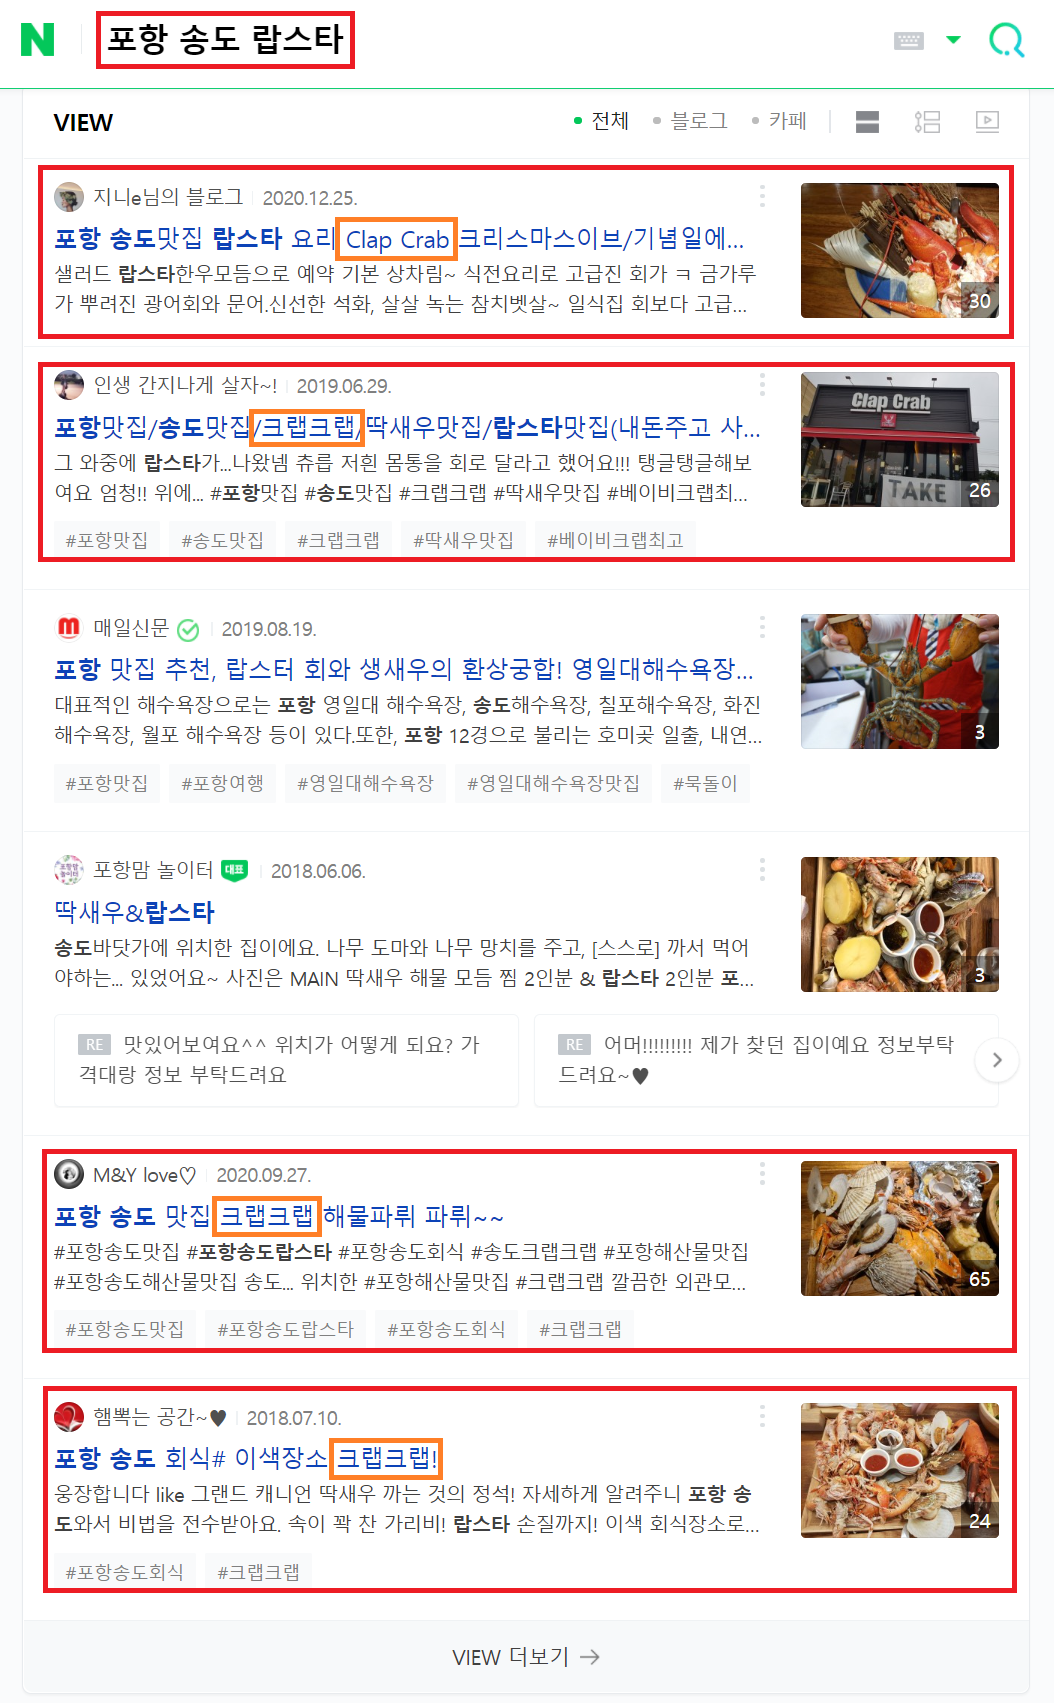 N
포항 송도 랍스타
VIEW
전체
블로그
카페
지니e님의 블로그 2020.12.25.
포항 송도맛집 랍스타 요리 Clap Crab 크리스마스이브/기념일에...
샐러드 랍스타한우모듬으로 예약 기본 상차림~ 식전요리로 고급진 회가 ㅋ 금가루
가 뿌려진 광어회와 문어.신선한 석화, 살살 녹는 참치벳살~ 일식집 회보다 고급...
30
인생 간지나게 살자~! 2019.06.29.
포항맛집/송도맛집/크랩크랩/딱새우맛집/랍스타맛집(내돈주고 사...
그 와중에 랍스타가...나왔넴 츄릅 저흰 몸통을 회로 달라고 했어요!!! 탱글탱글해보
여요 엄청!! 위에... #포항맛집 #송도맛집 #크랩크랩 #딱새우맛집 #베이비크랩최...
#포항맛집 #송도맛집 #크랩크랩 #딱새우맛집 #베이비크랩최고
Clap Crab
TAKE
26
매일신문 2019.08.19.
포항 맛집 추천, 랍스터 회와 생새우의 환상궁합! 영일대해수욕장...
대표적인 해수욕장으로는 포항 영일대 해수욕장, 송도해수욕장, 칠포해수욕장, 화진
해수욕장, 월포 해수욕장 등이 있다.또한, 포항 12경으로 불리는 호미곶 일출, 내연...
#포항맛집 #포항여행 #영일대해수욕장 #영일대해수욕장맛집 #묵돌이
3
포항맘 놀이터 대표 2018.06.06.
딱새우&랍스타
송도바닷가에 위치한 집이에요. 나무 도마와 나무 망치를 주고, [스스로] 까서 먹어
야하는... 있었어요~ 사진은 MAIN 딱새우 해물 모듬 찜 2인분 & 랍스타 2인분 포...
3
RE 맛있어보여요^^ 위치가 어떻게 되요? 가
격대랑 정보 부탁드려요
RE 어머!!!!!!!!! 제가 찾던 집이예요 정보부탁
드려요~♥
M&Y love♡ 2020.09.27.
포항 송도 맛집 크랩크랩 해물파뤼 파뤼~~
#포항송도맛집 #포항송도랍스타 #포항송도회식 #송도크랩크랩 #포항해산물맛집
#포항송도해산물맛집 송도... 위치한 #포항해산물맛집 #크랩크랩 깔끔한 외관모...
#포항송도맛집 #포항송도랍스타 #포항송도회식 #크랩크랩
65
햄뽁는 공간~♥ 2018.07.10.
포항 송도 회식# 이색장소 크랩크랩!
웅장합니다 like 그랜드 캐니언 딱새우 까는 것의 정석! 자세하게 알려주니 포항 송
도와서 비법을 전수받아요. 속이 꽉 찬 가리비! 랍스타 손질까지! 이색 회식장소로...
#포항송도회식 #크랩크랩
24
VIEW 더보기 →